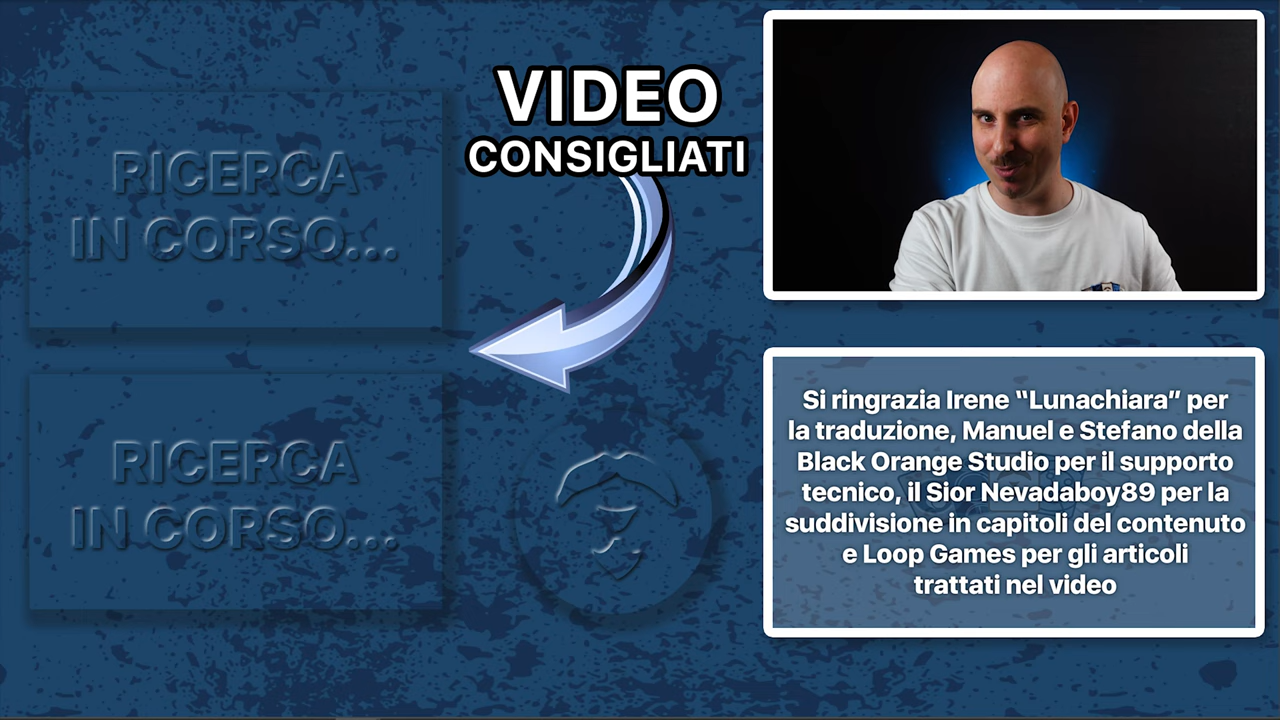 VIDEO
CONSIGLIATI
RICERCA
IN CORSO...
RICERCA
IN CORSO...
Si ringrazia Irene “Lunachiara” per
la traduzione, Manuel e Stefano della
Black Orange Studio per il supporto
tecnico, il Sior Nevadaboy89 per la
suddivisione in capitoli del contenuto
e Loop Games per gli articoli
trattati nel video